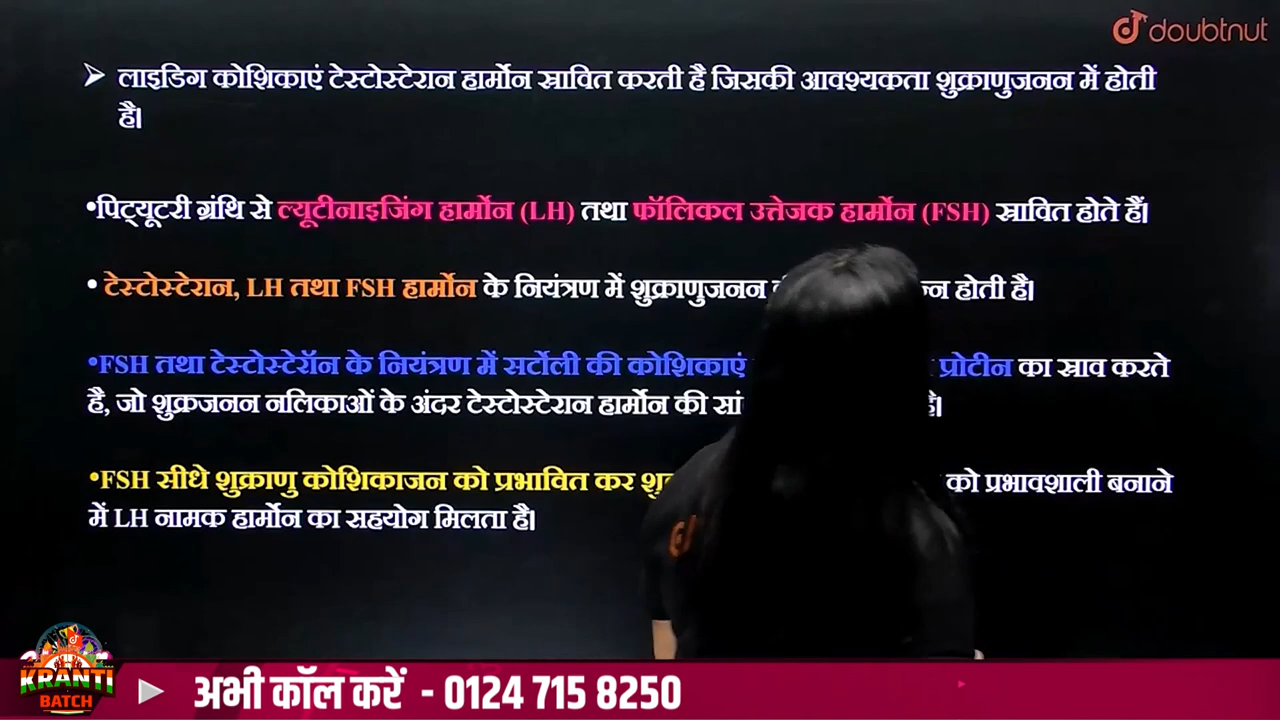 doubtnut
➢ लाइडिग कोशिकाएं टेस्टोस्टेरान हार्मोन स्रावित करती है जिसकी आवश्यकता शुक्राणुजनन में होती
है।
•पिट्यूटरी ग्रंथि से ल्यूटीनाइजिंग हार्मोन (LH) तथा फॉलिकल उत्तेजक हार्मोन (FSH) स्रावित होते हैं।
• टेस्टोस्टेरान, LH तथा FSH हार्मोन के नियंत्रण में शुक्राणुजनन होती है।
•FSH तथा टेस्टोस्टेरॉन के नियंत्रण में सर्टोली की कोशिकाएं प्रोटीन का स्राव करते
है, जो शुक्रजनन नलिकाओं के अंदर टेस्टोस्टेरान हार्मोन की है।
•FSH सीधे शुक्राणु कोशिकाजन को प्रभावित कर को प्रभावशाली बनाने
में LH नामक हार्मोन का सहयोग मिलता है।
KRANTI
BATCH
अभी कॉल करें - 0124 715 8250